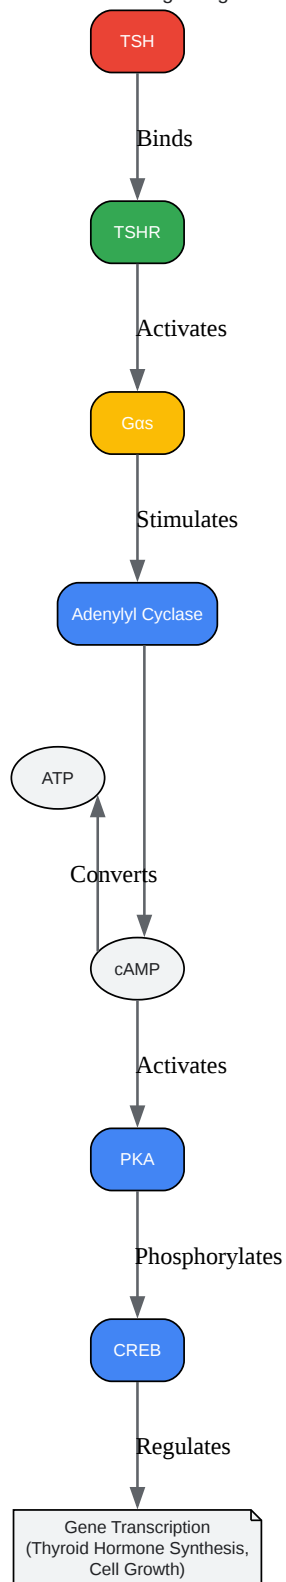 TSH
Binds
TSHR
Activates
Gαs
Stimulates
Adenylyl Cyclase
ATP
Converts
cAMP
Activates
PKA
Phosphorylates
CREB
Regulates
Gene Transcription
(Thyroid Hormone Synthesis,
Cell Growth)